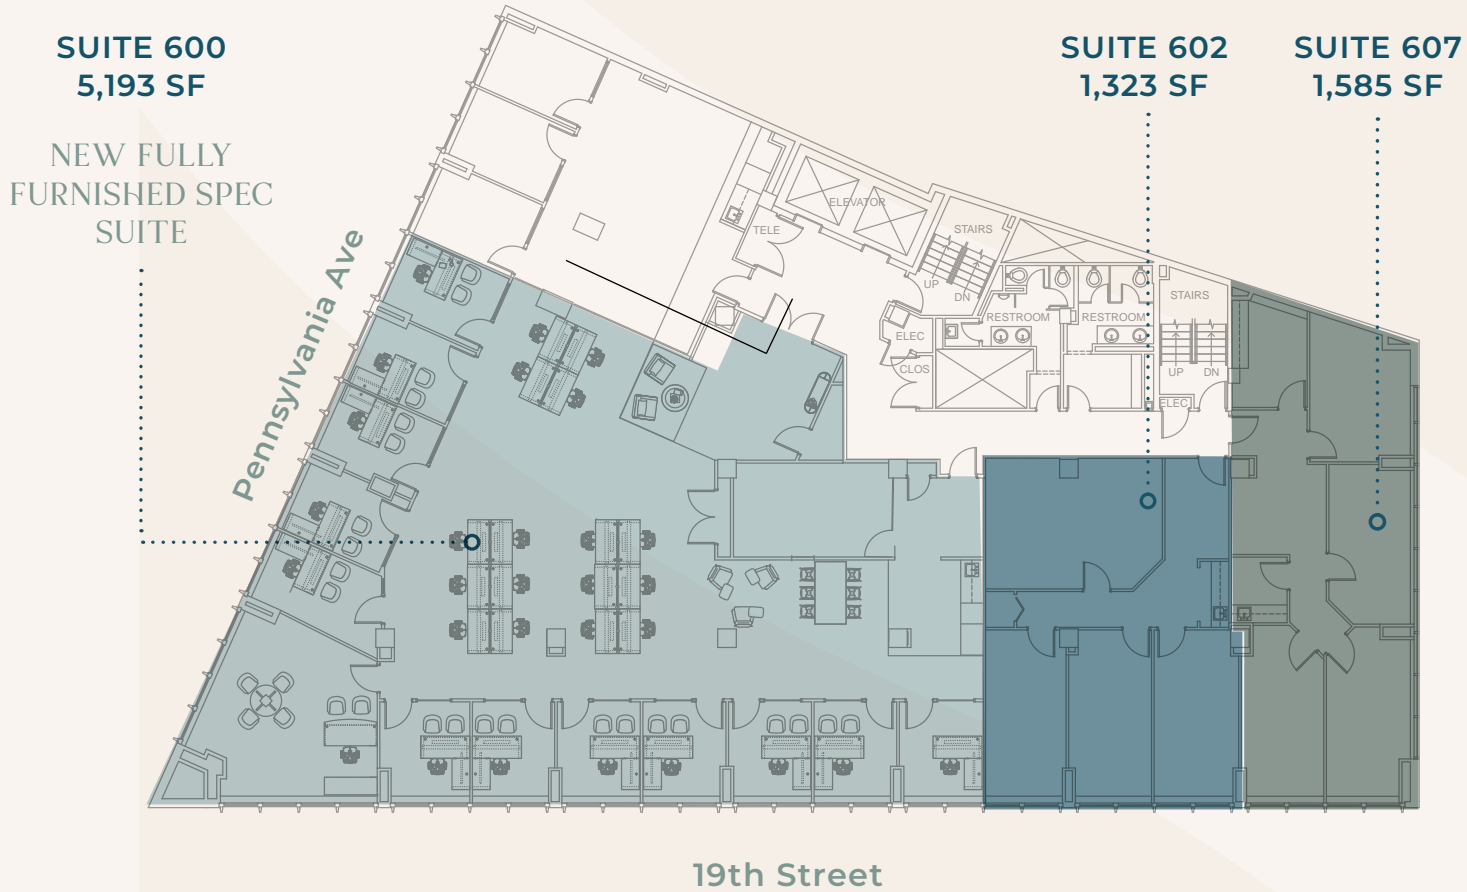 SUITE 600
5,193 SF
NEW FULLY
FURNISHED SPEC
SUITE
SUITE 602
1,323 SF
SUITE 607
1,585 SF
Pennsylvania Ave
ELEVATOR
TELE
STAIRS
UP
DN
RESTROOM
RESTROOM
STAIRS
UP
DN
ELEC
CLOS
ELEC
19th Street